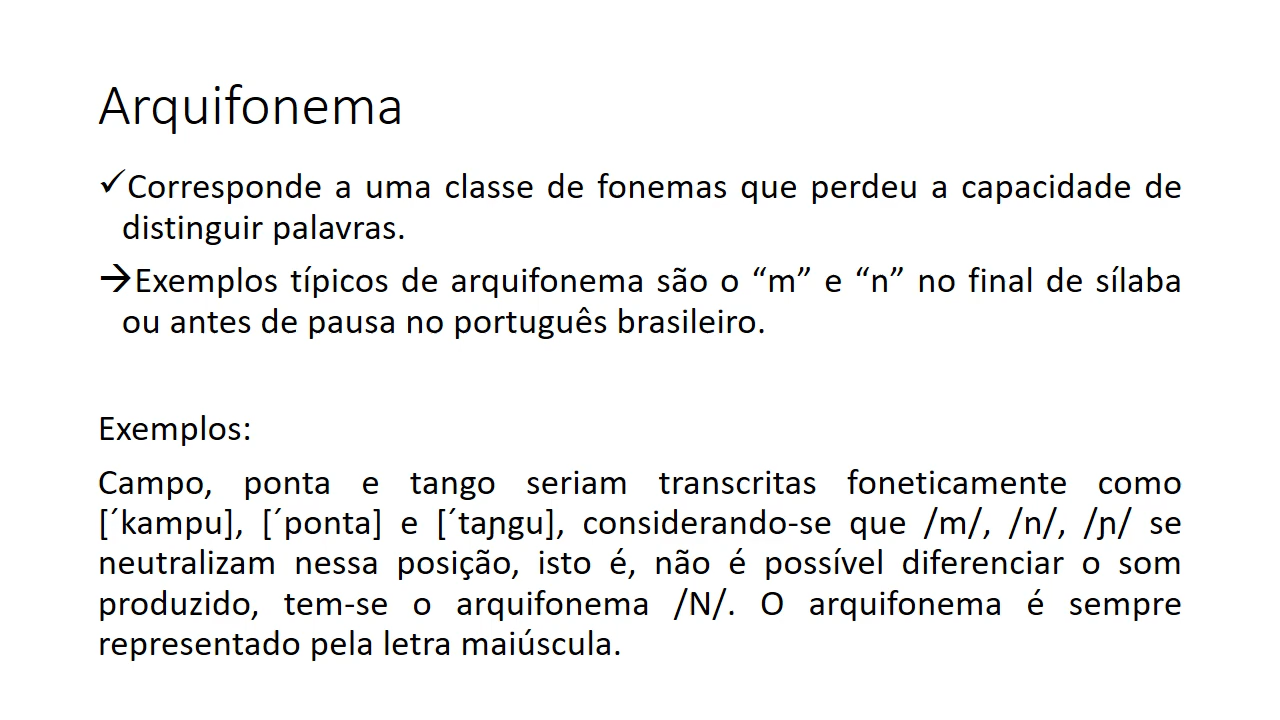 Arquifonema
✓Corresponde a uma classe de fonemas que perdeu a capacidade de
distinguir palavras.
→Exemplos típicos de arquifonema são o “m” e “n” no final de sílaba
ou antes de pausa no português brasileiro.
Exemplos:
Campo, ponta e tango seriam transcritas foneticamente como
[´kampu], [´ponta] e [´taɲgu], considerando-se que /m/, /n/, /ɲ/ se
neutralizam nessa posição, isto é, não é possível diferenciar o som
produzido, tem-se o arquifonema /N/. O arquifonema é sempre
representado pela letra maiúscula.